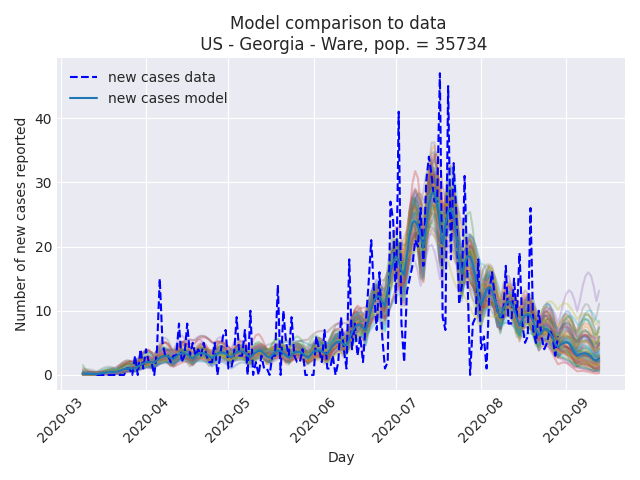 Model comparison to data
US - Georgia - Ware, pop. = 35734
new cases data
new cases model
Number of new cases reported
40
30
20
10
0
2020-03
2020-04
2020-05
2020-06
2020-07
2020-08
2020-09
Day